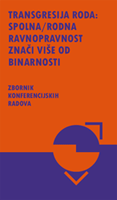 TRANSGRESIJA RODA:
SPOLNA/RODNA
RAVNOPRAVNOST
ZNAČI VIŠE OD
BINARNOSTI
ZBORNIK
KONFERENCIJSKIH
RADOVA